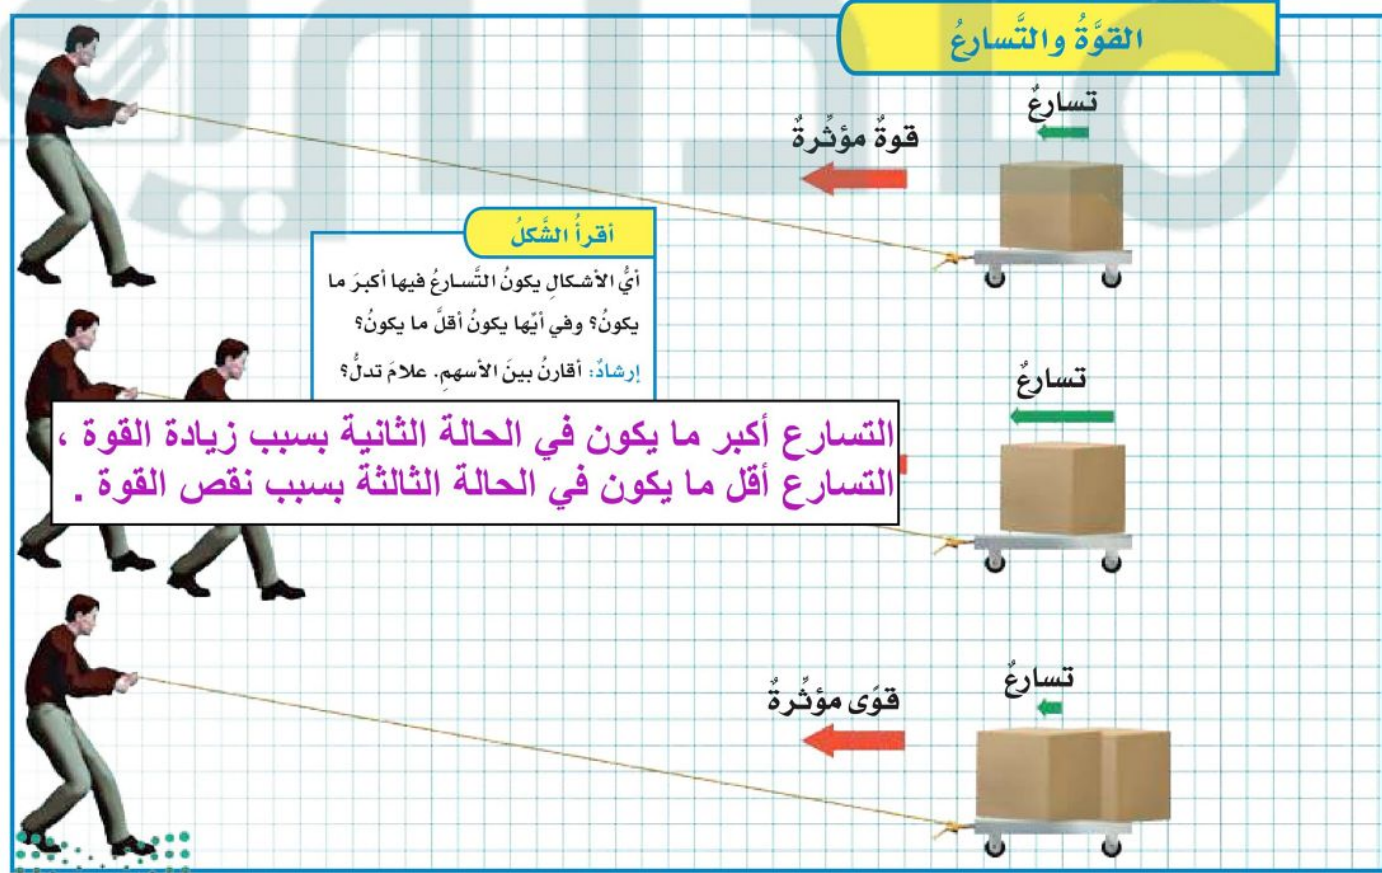 القوَّةُ والتَّسارعُ
تسارعٌ
قوةٌ مؤثِّرةٌ
أقرأُ الشَّكلُ
أيُّ الأشكالِ يكونُ التَّسارعُ فيها أكبرَ ما
يكونُ؟ وفي أيِّها يكونُ أقلَّ ما يكونُ؟
إرشادٌ: أقارنُ بينَ الأسهمِ. علامَ تدلُّ؟
تسارعٌ
التسارع أكبر ما يكون في الحالة الثانية بسبب زيادة القوة ،
التسارع أقل ما يكون في الحالة الثالثة بسبب نقص القوة .
تسارعٌ
قوًى مؤثِّرةٌ